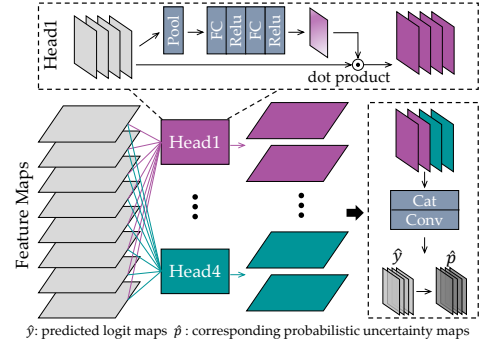 Head1
Pool
FC
Relu
FC
Relu
dot product
Feature Maps
Head1
Head4
Cat
Conv
ŷ
p̂
ŷ: predicted logit maps p̂ : corresponding probabilistic uncertainty maps